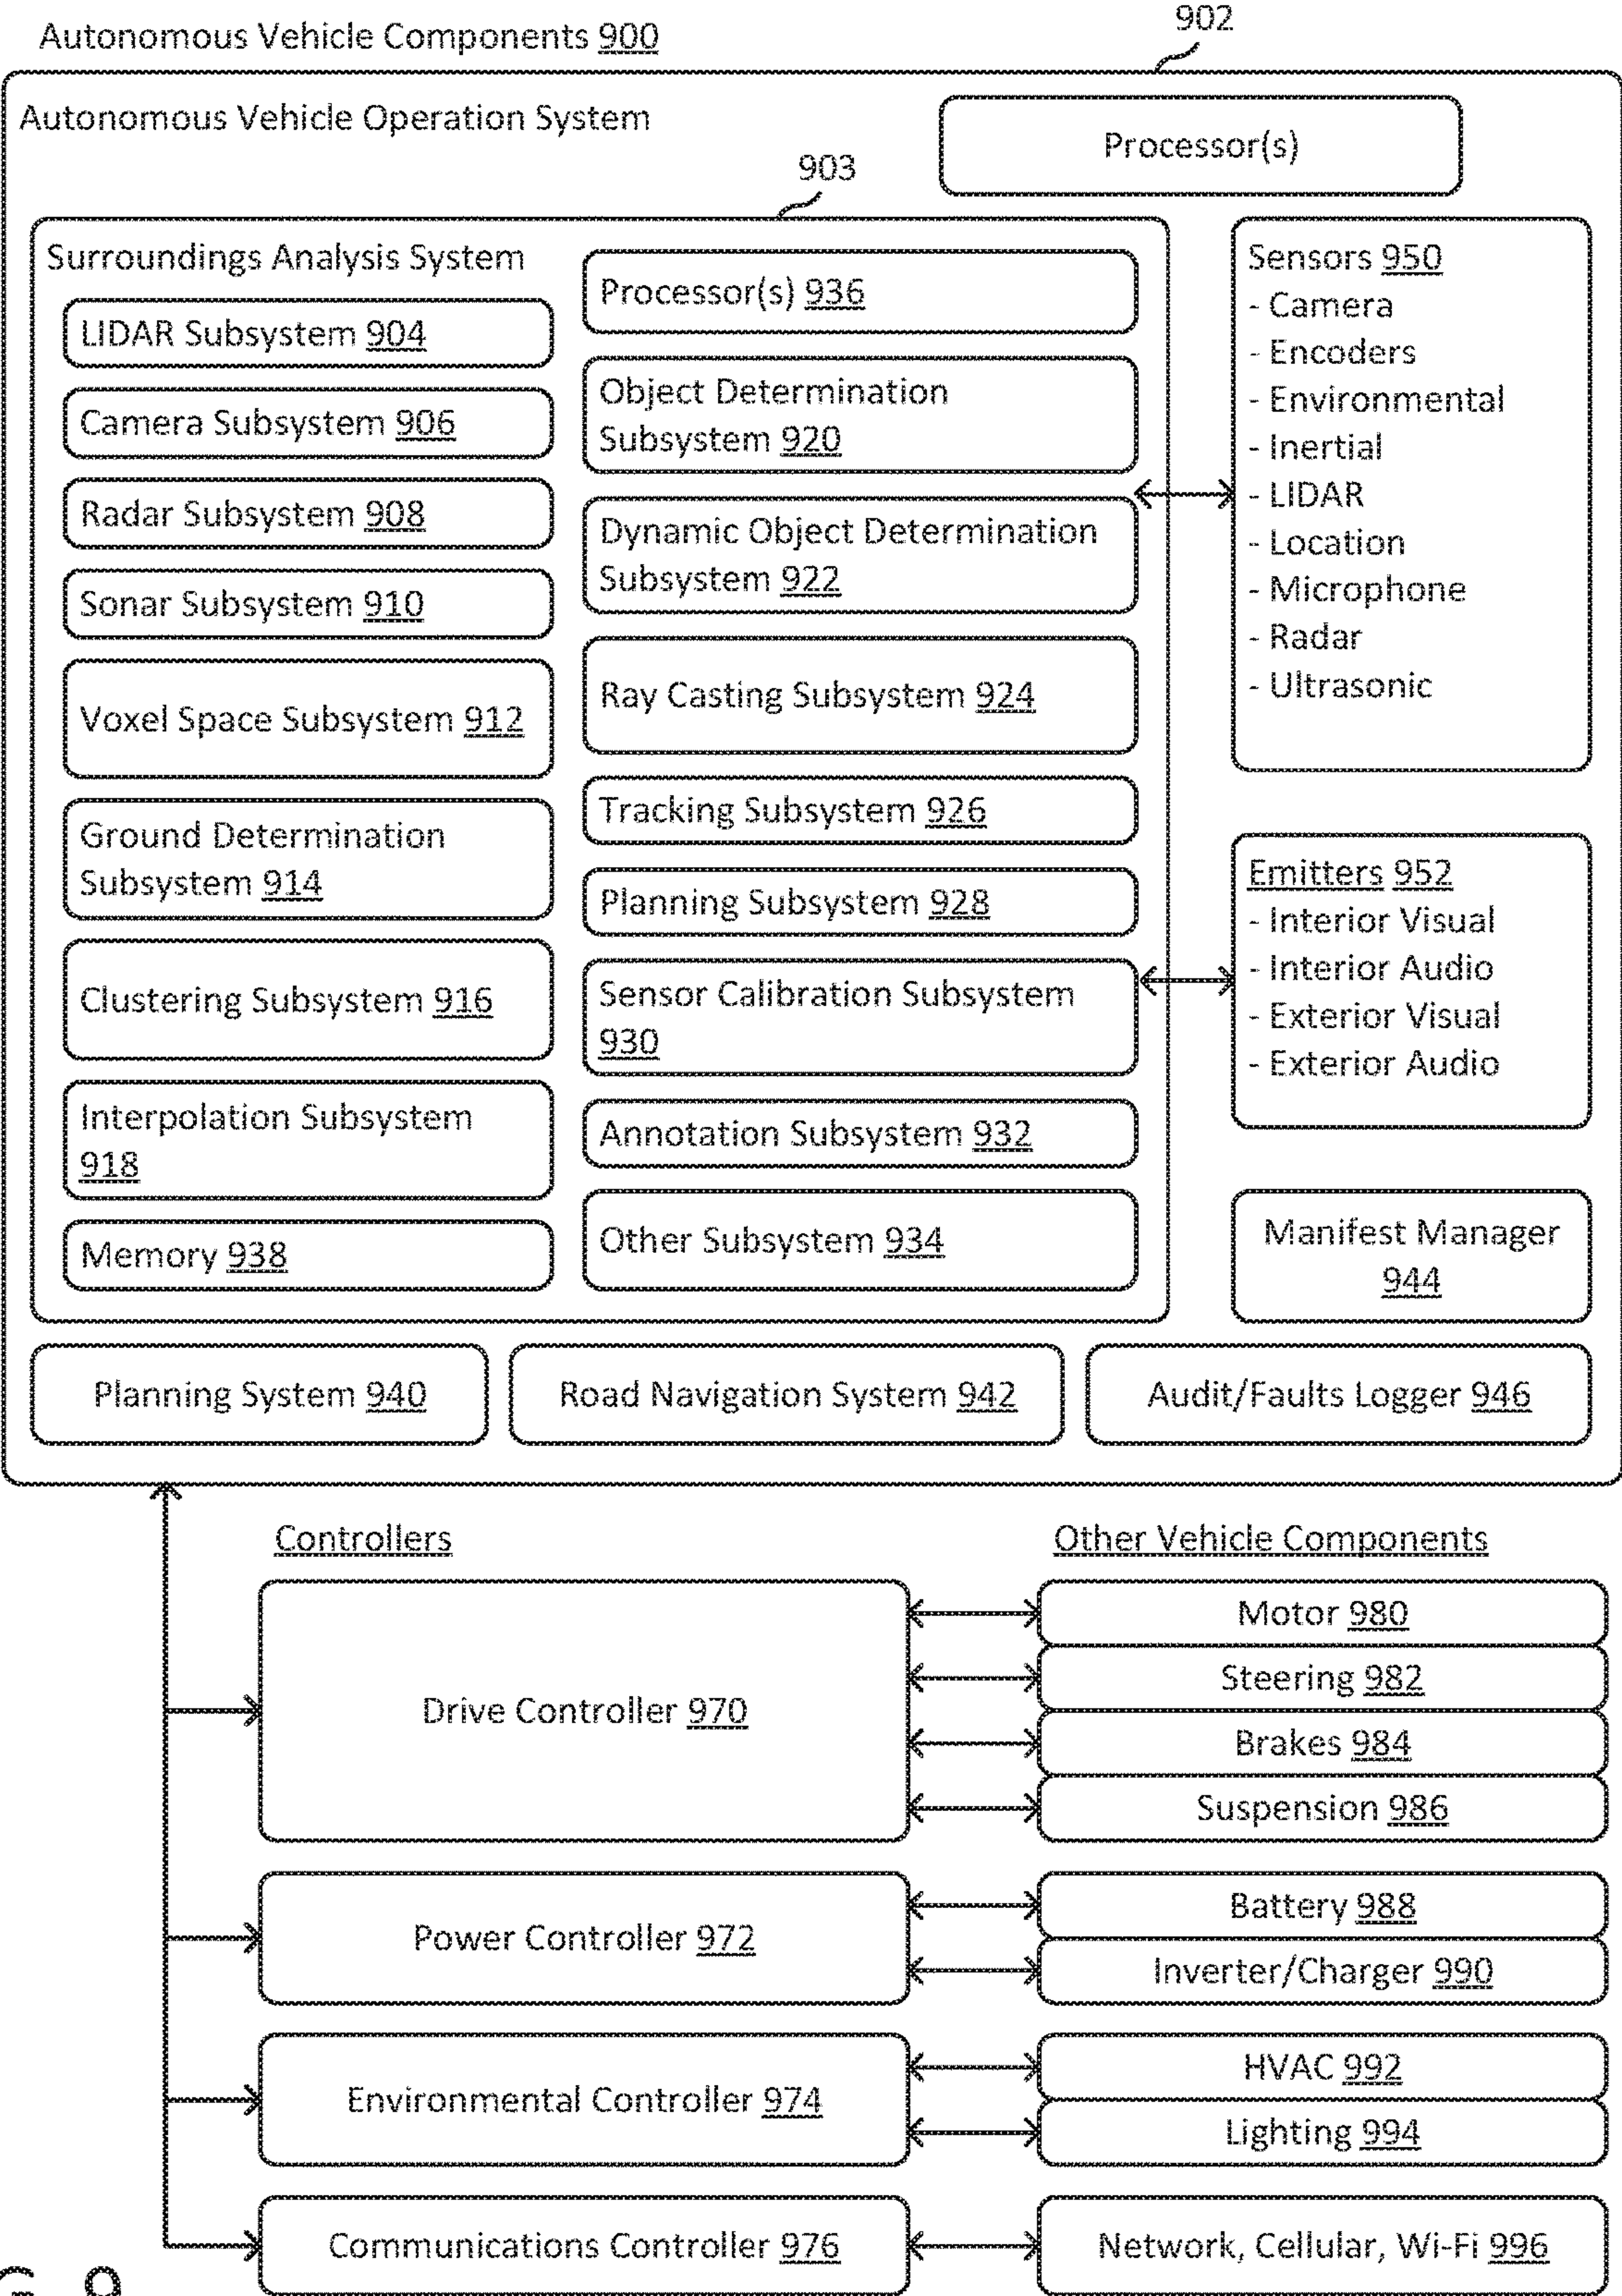 Autonomous Vehicle Components 900
902
Autonomous Vehicle Operation System
Processor(s)
903
Surroundings Analysis System
LIDAR Subsystem 904
Camera Subsystem 906
Radar Subsystem 908
Sonar Subsystem 910
Voxel Space Subsystem 912
Ground Determination
Subsystem 914
Clustering Subsystem 916
Interpolation Subsystem
918
Memory 938
Processor(s) 936
Object Determination
Subsystem 920
Dynamic Object Determination
Subsystem 922
Ray Casting Subsystem 924
Tracking Subsystem 926
Planning Subsystem 928
Sensor Calibration Subsystem
930
Annotation Subsystem 932
Other Subsystem 934
Sensors 950
- Camera
- Encoders
- Environmental
- Inertial
- LIDAR
- Location
- Microphone
- Radar
- Ultrasonic
Emitters 952
- Interior Visual
- Interior Audio
- Exterior Visual
- Exterior Audio
Manifest Manager
944
Planning System 940
Road Navigation System 942
Audit/Faults Logger 946
Controllers
Other Vehicle Components
Drive Controller 970
Motor 980
Steering 982
Brakes 984
Suspension 986
Power Controller 972
Battery 988
Inverter/Charger 990
Environmental Controller 974
HVAC 992
Lighting 994
Communications Controller 976
Network, Cellular, Wi-Fi 996
G. 9